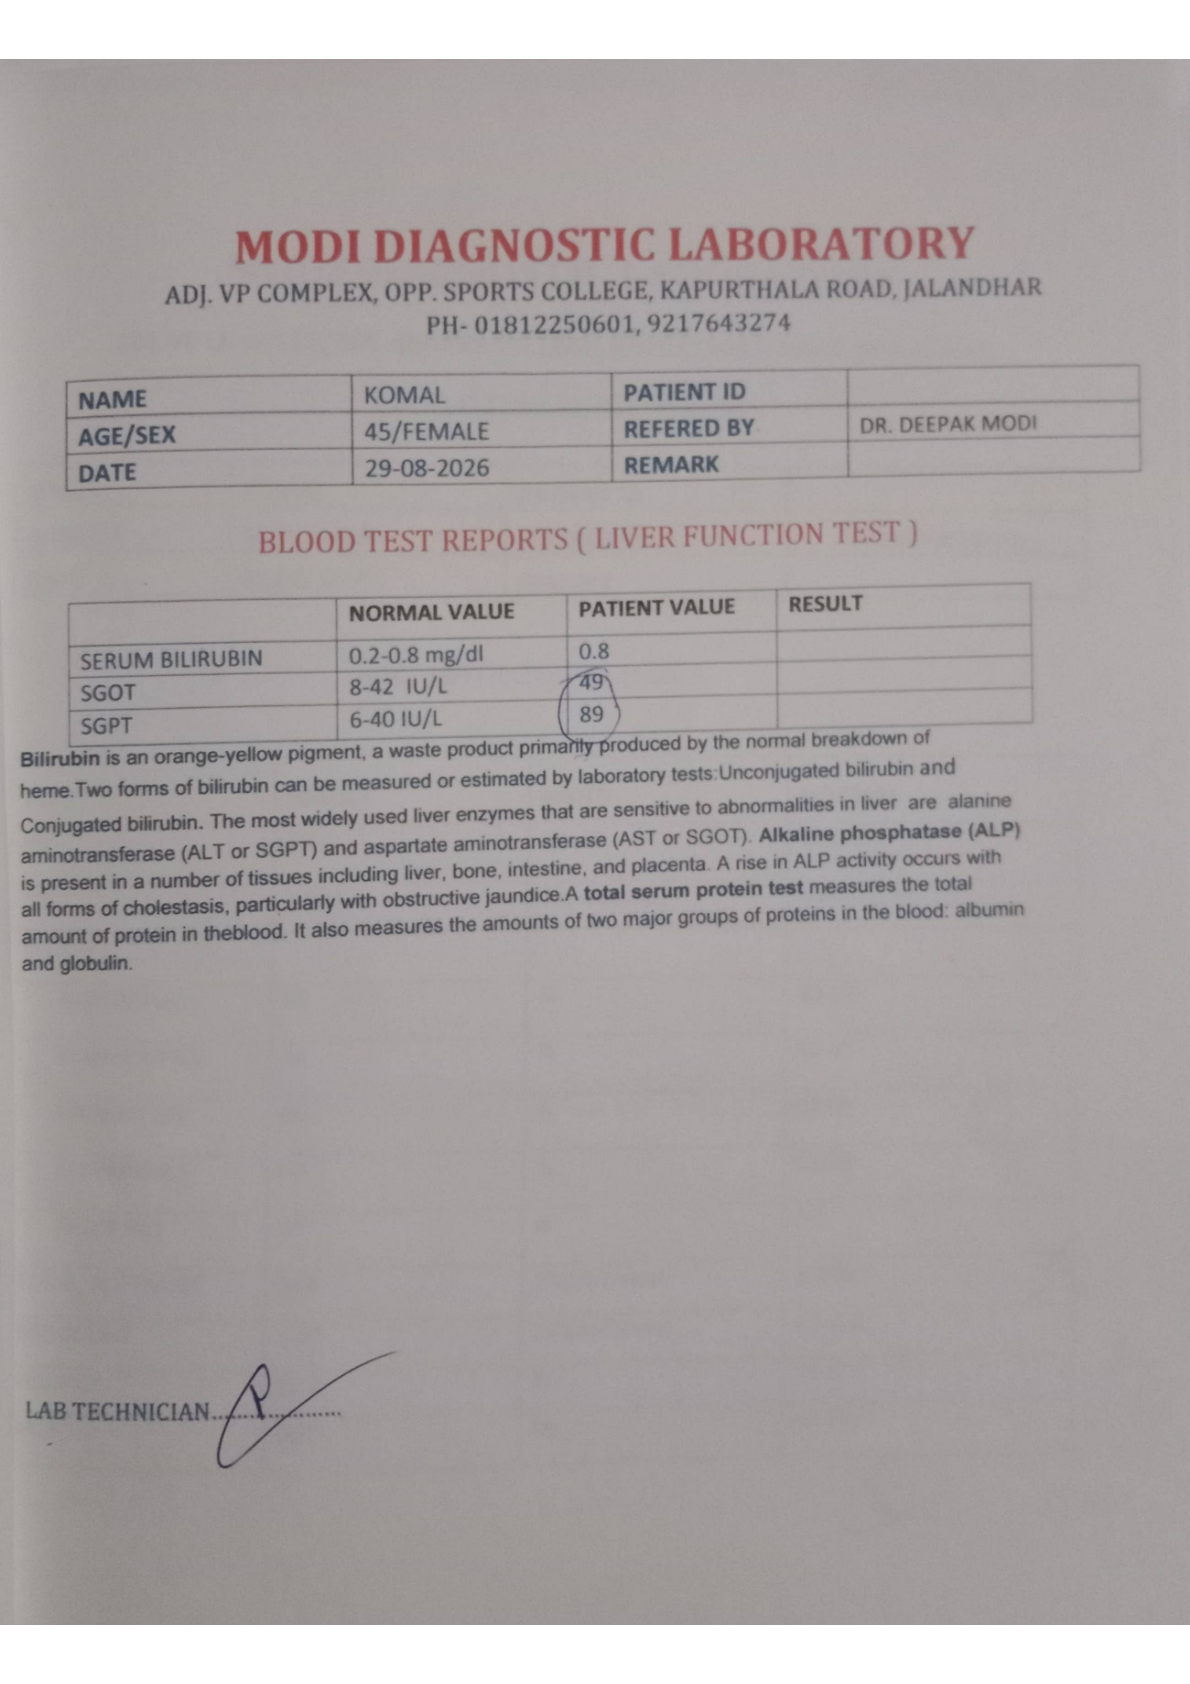 MODI DIAGNOSTIC LABORATORY
ADJ. VP COMPLEX, OPP. SPORTS COLLEGE, KAPURTHALA ROAD, JALANDHAR
PH- 01812250601, 9217643274
NAME KOMAL PATIENT ID
AGE/SEX 45/FEMALE REFERED BY DR. DEEPAK MODI
DATE 29-08-2026 REMARK
BLOOD TEST REPORTS ( LIVER FUNCTION TEST )
NORMAL VALUE PATIENT VALUE RESULT
SERUM BILIRUBIN 0.2-0.8 mg/dl 0.8
SGOT 8-42 IU/L 49
SGPT 6-40 IU/L 89
Bilirubin is an orange-yellow pigment, a waste product primarily produced by the normal breakdown of
heme.Two forms of bilirubin can be measured or estimated by laboratory tests:Unconjugated bilirubin and
Conjugated bilirubin. The most widely used liver enzymes that are sensitive to abnormalities in liver are alanine
aminotransferase (ALT or SGPT) and aspartate aminotransferase (AST or SGOT). Alkaline phosphatase (ALP)
is present in a number of tissues including liver, bone, intestine, and placenta. A rise in ALP activity occurs with
all forms of cholestasis, particularly with obstructive jaundice.A total serum protein test measures the total
amount of protein in theblood. It also measures the amounts of two major groups of proteins in the blood: albumin
and globulin.
LAB TECHNICIAN......................